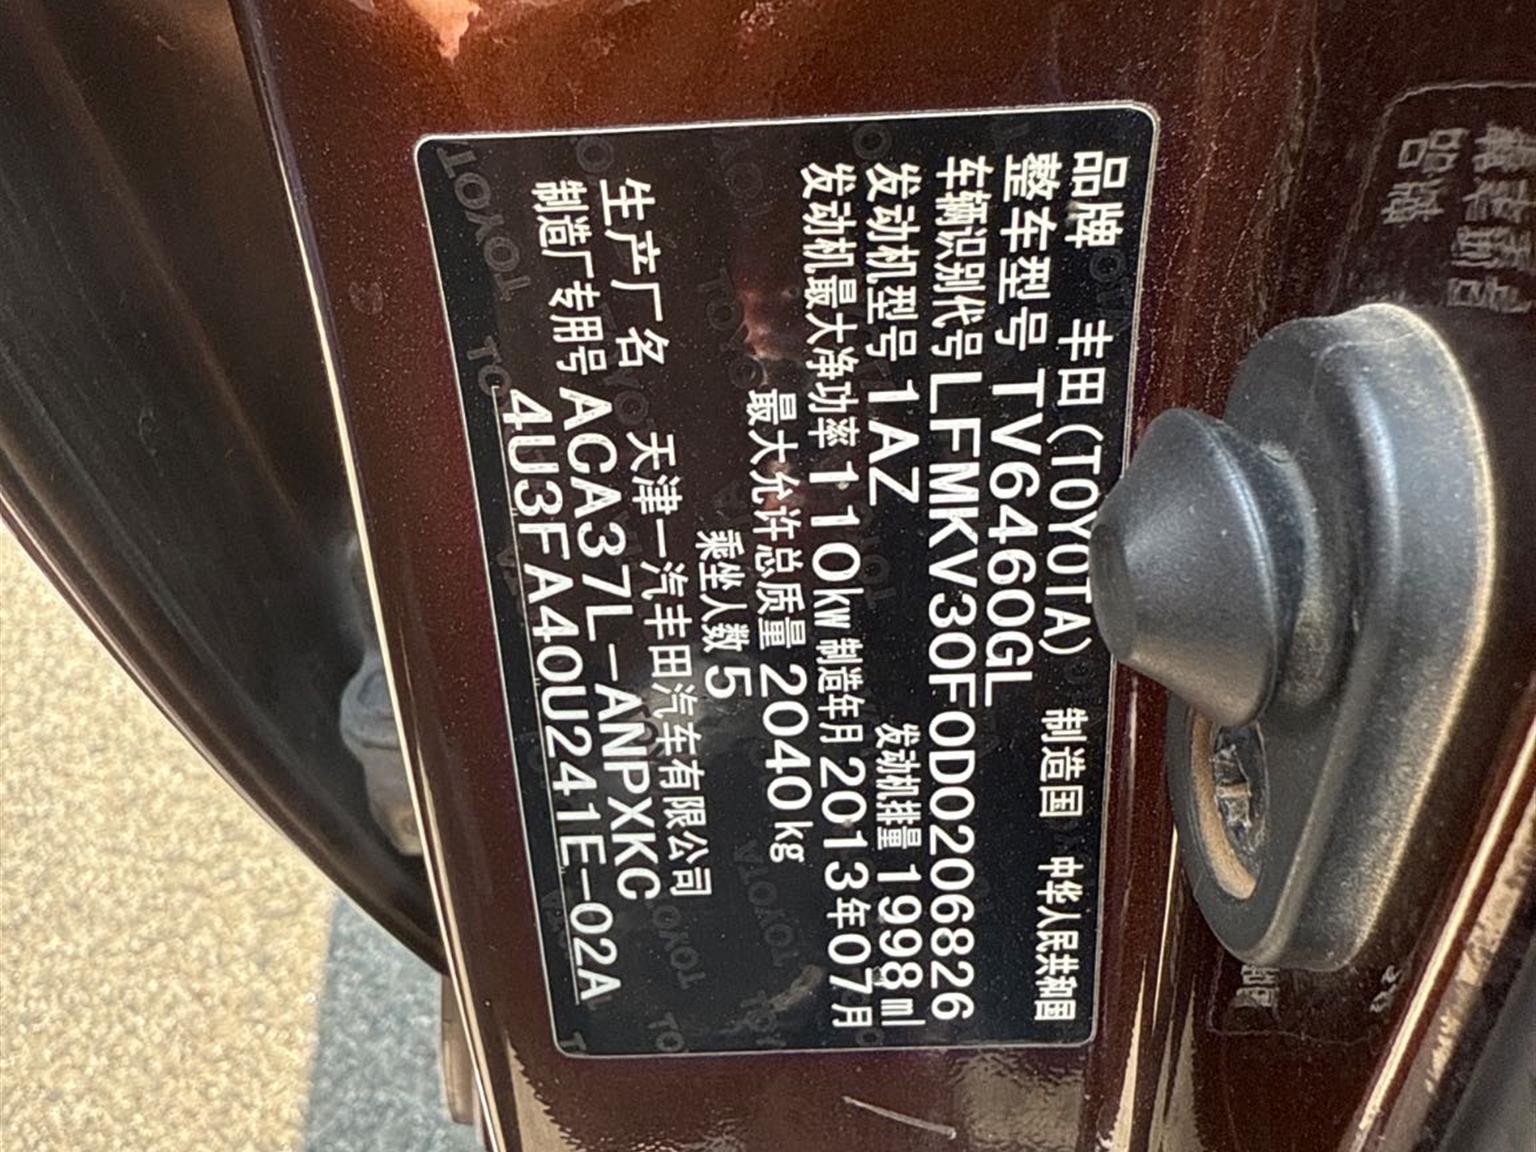 品牌 丰田(TOYOTA) 制造国 中华人民共和国
整车型号 TV6460GL
车辆识别代号 LFMKV30F0D0206826
发动机型号 1AZ 发动机排量 1998ml
发动机最大净功率 110kW 制造年月 2013年07月
最大允许总质量 2040kg
乘坐人数 5
生产厂名 天津一汽丰田汽车有限公司
制造厂专用号 ACA37L-ANPXKC
4U3FA40U241E-02A